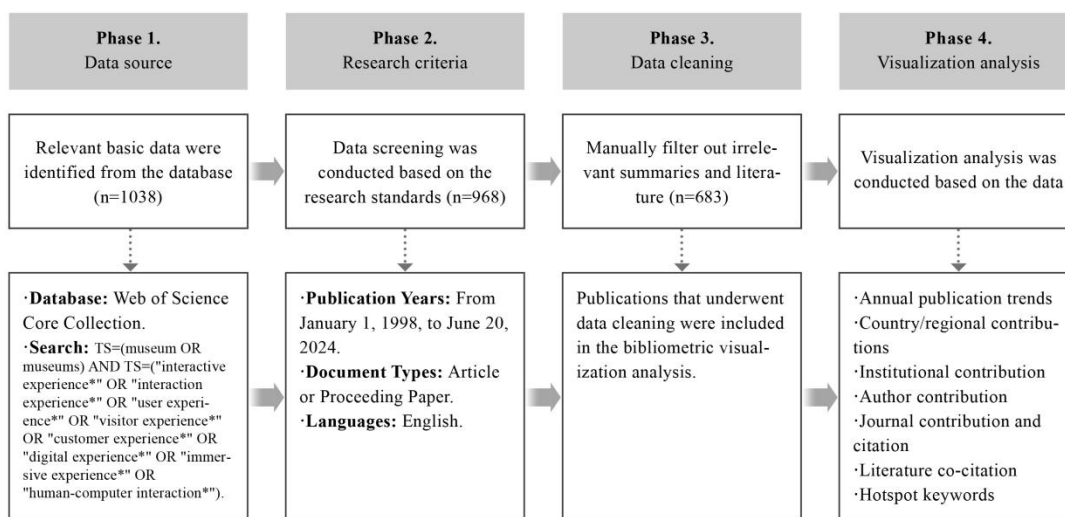 Phase 1.
Data source
Phase 2.
Research criteria
Phase 3.
Data cleaning
Phase 4.
Visualization analysis
Relevant basic data were
identified from the database
(n=1038)
Data screening was
conducted based on the
research standards (n=968)
Manually filter out irrele-
vant summaries and litera-
ture (n=683)
Visualization analysis was
conducted based on the data
·Database: Web of Science
Core Collection.
·Search: TS=(museum OR
museums) AND TS=("interactive
experience*" OR "interaction
experience*" OR "user experi-
ence*" OR "visitor experience*"
OR "customer experience*" OR
"digital experience*" OR "immer-
sive experience*" OR
"human-computer interaction*").
·Publication Years: From
January 1, 1998, to June 20,
2024.
·Document Types: Article
or Proceeding Paper.
·Languages: English.
Publications that underwent
data cleaning were included
in the bibliometric visual-
ization analysis.
·Annual publication trends
·Country/regional contribu-
tions
·Institutional contribution
·Author contribution
·Journal contribution and
citation
·Literature co-citation
·Hotspot keywords